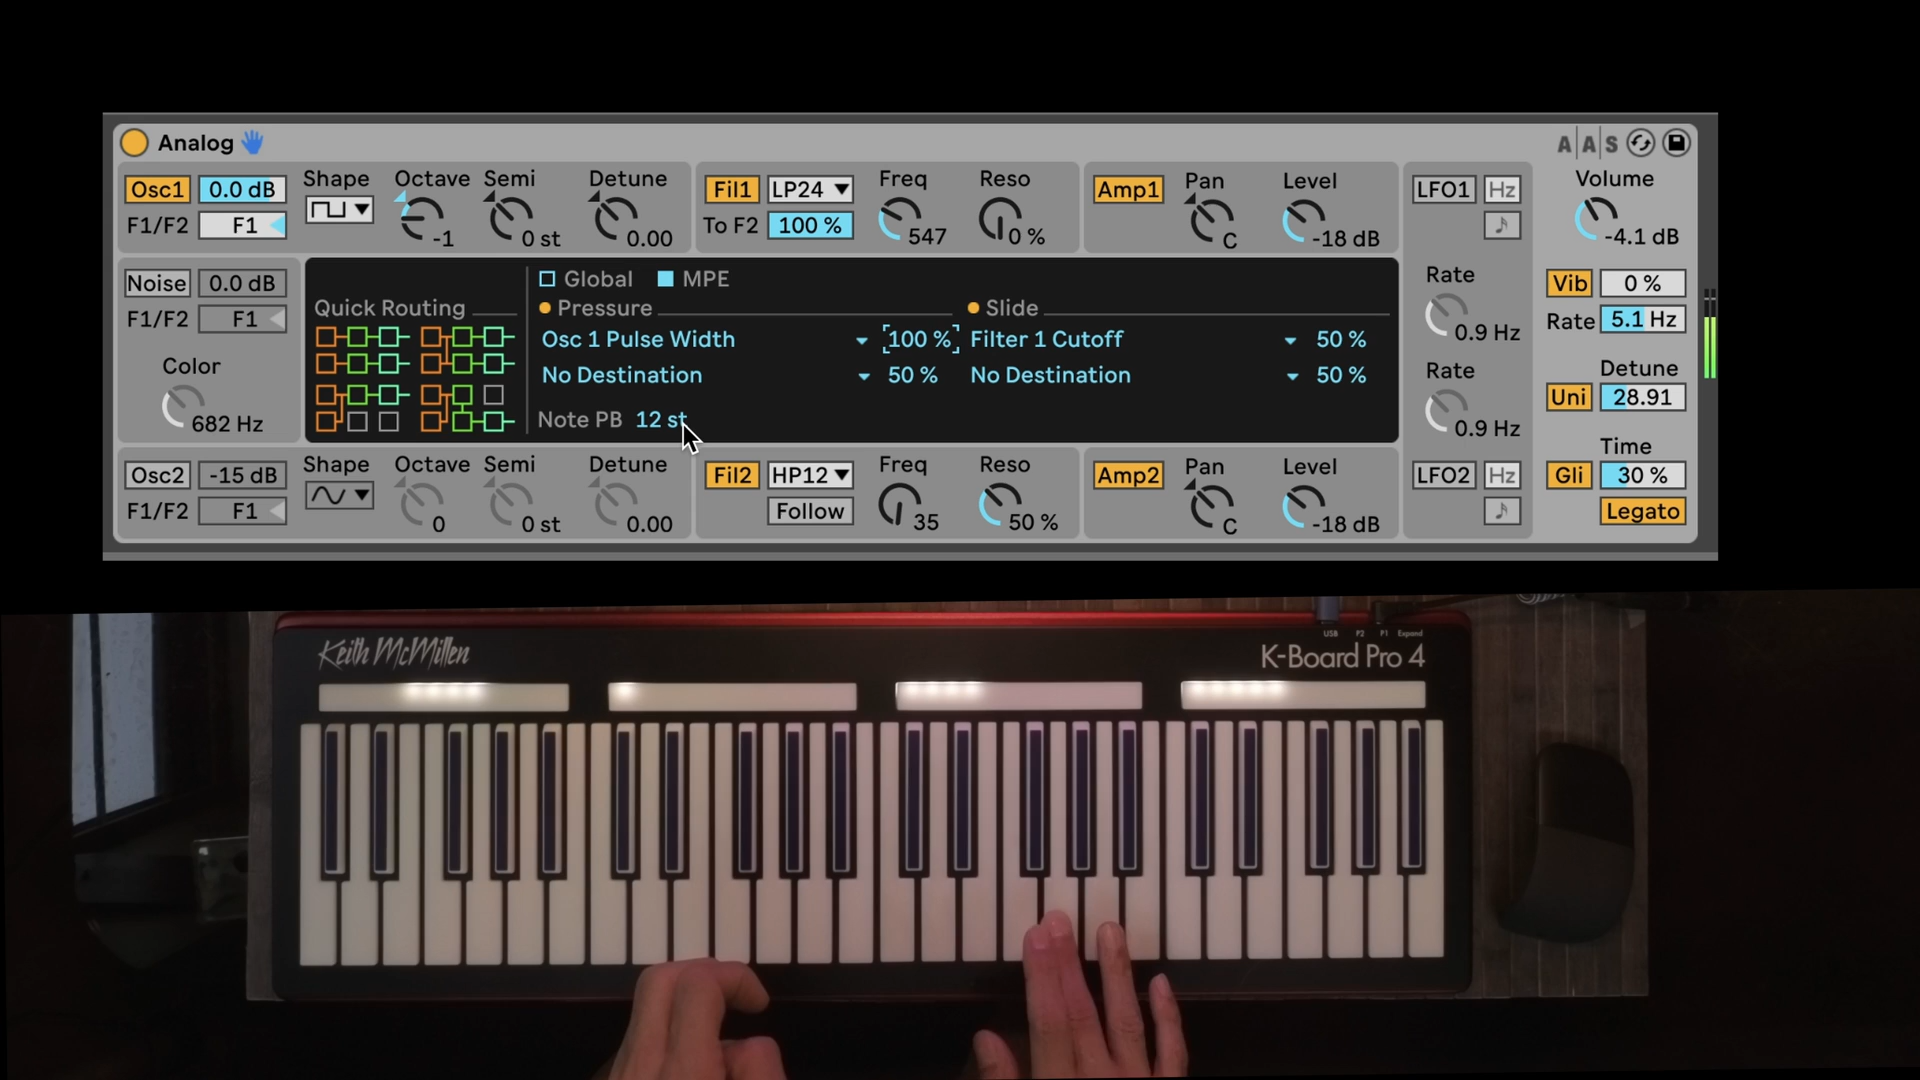 Analog
A|A|S
Osc1 0.0 dB
F1/F2 F1
Shape
Octave
-1
Semi
0 st
Detune
0.00
Fil1 LP24
To F2 100 %
Freq
547
Reso
0 %
Amp1
Pan
C
Level
-18 dB
LFO1 Hz
Rate
0.9 Hz
Rate
0.9 Hz
LFO2 Hz
Volume
-4.1 dB
Vib 0 %
Rate 5.1 Hz
Detune
Uni 28.91
Time
Gli 30 %
Legato
Noise 0.0 dB
F1/F2 F1
Color
682 Hz
Quick Routing
Global MPE
Pressure
Osc 1 Pulse Width 100 %
No Destination 50 %
Note PB 12 st
Slide
Filter 1 Cutoff 50 %
No Destination 50 %
Osc2 -15 dB
F1/F2 F1
Shape
Octave
0
Semi
0 st
Detune
0.00
Fil2 HP12
Follow
Freq
35
Reso
50 %
Amp2
Pan
C
Level
-18 dB
Keith McMillen
USB P2 P1 Expand
K-Board Pro 4